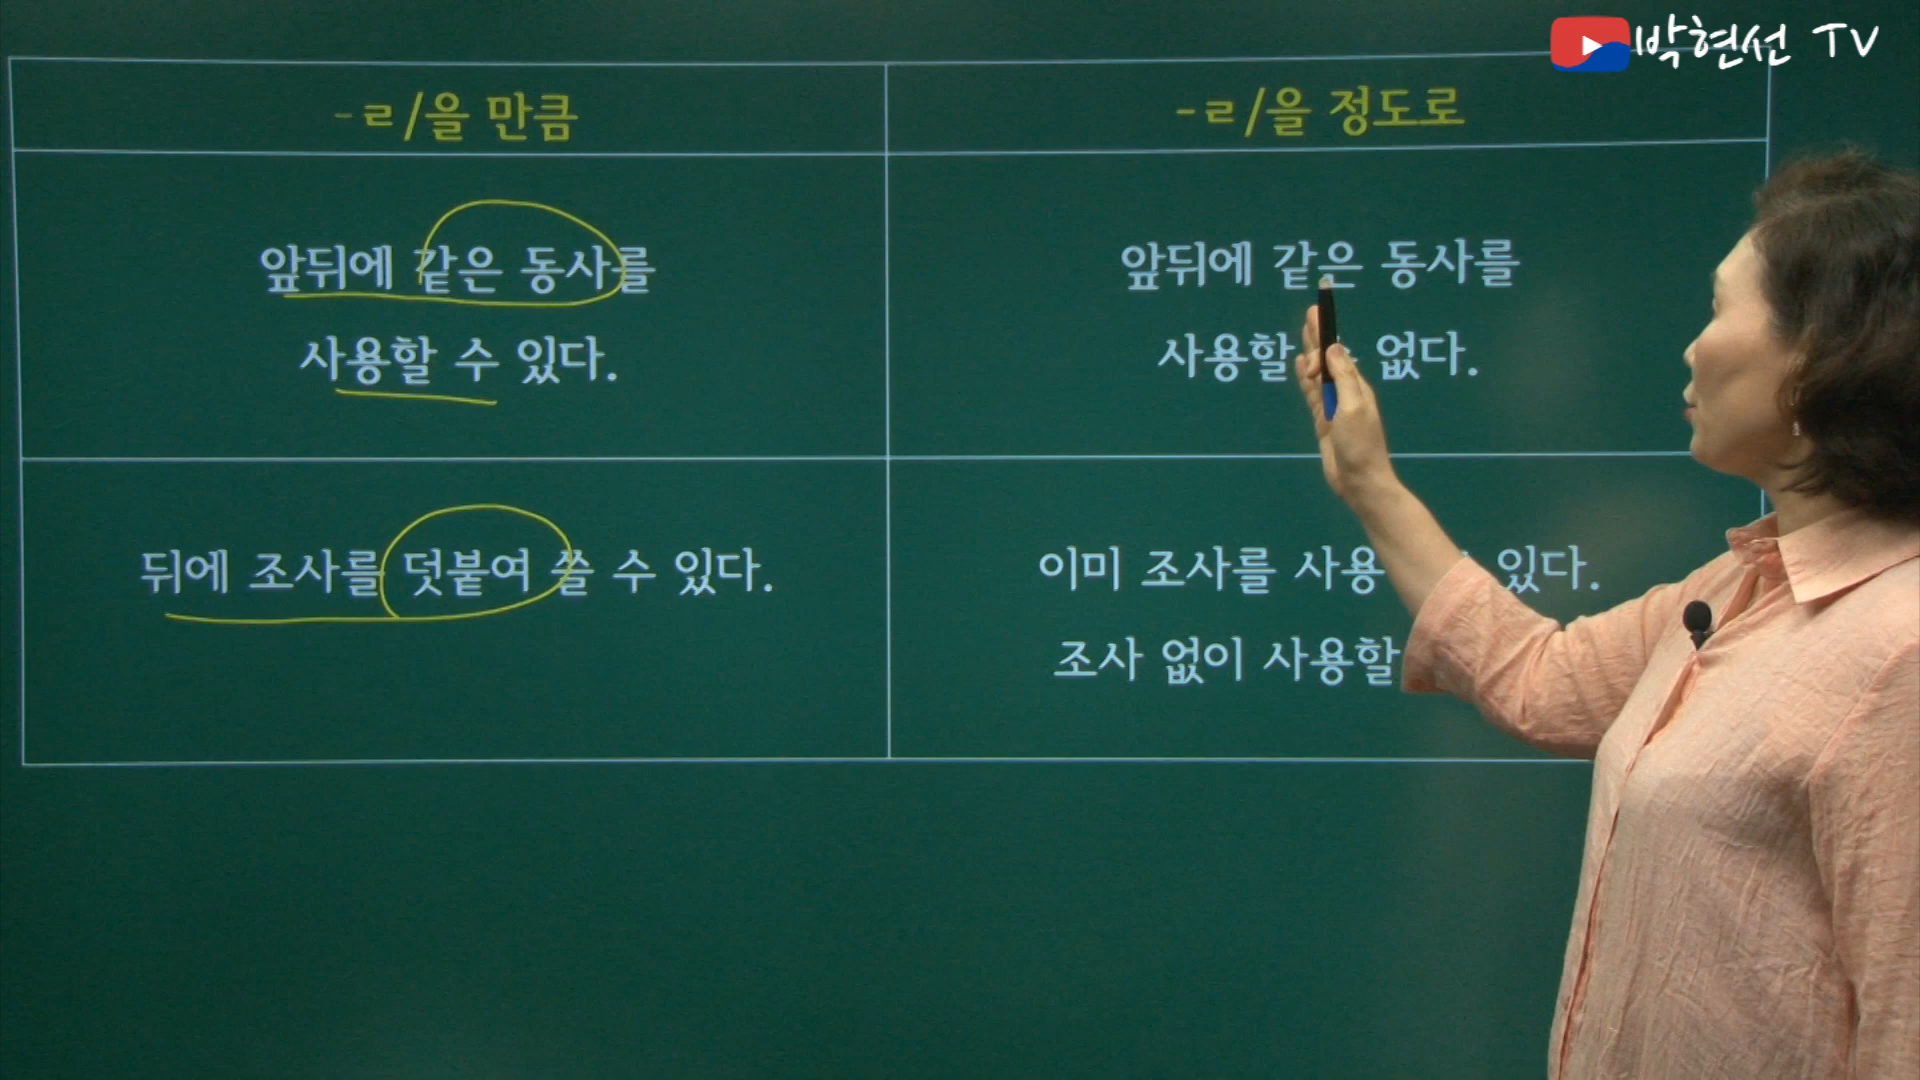 박현선 TV
-ㄹ/을 만큼
-ㄹ/을 정도로
앞뒤에 같은 동사를
사용할 수 있다.
앞뒤에 같은 동사를
사용할 없다.
뒤에 조사를 덧붙여 쓸 수 있다.
이미 조사를 사용 있다.
조사 없이 사용할